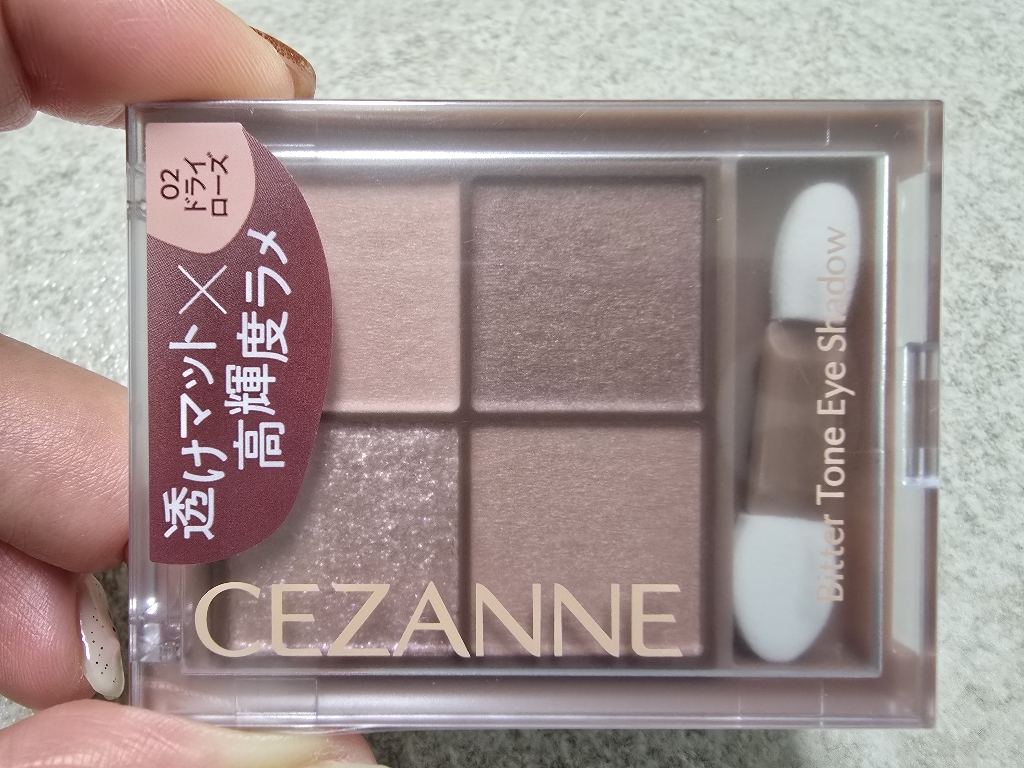 02
ドライ
ローズ
透けマット×
高輝度ラメ
CEZANNE
Bitter Tone Eye Shadow